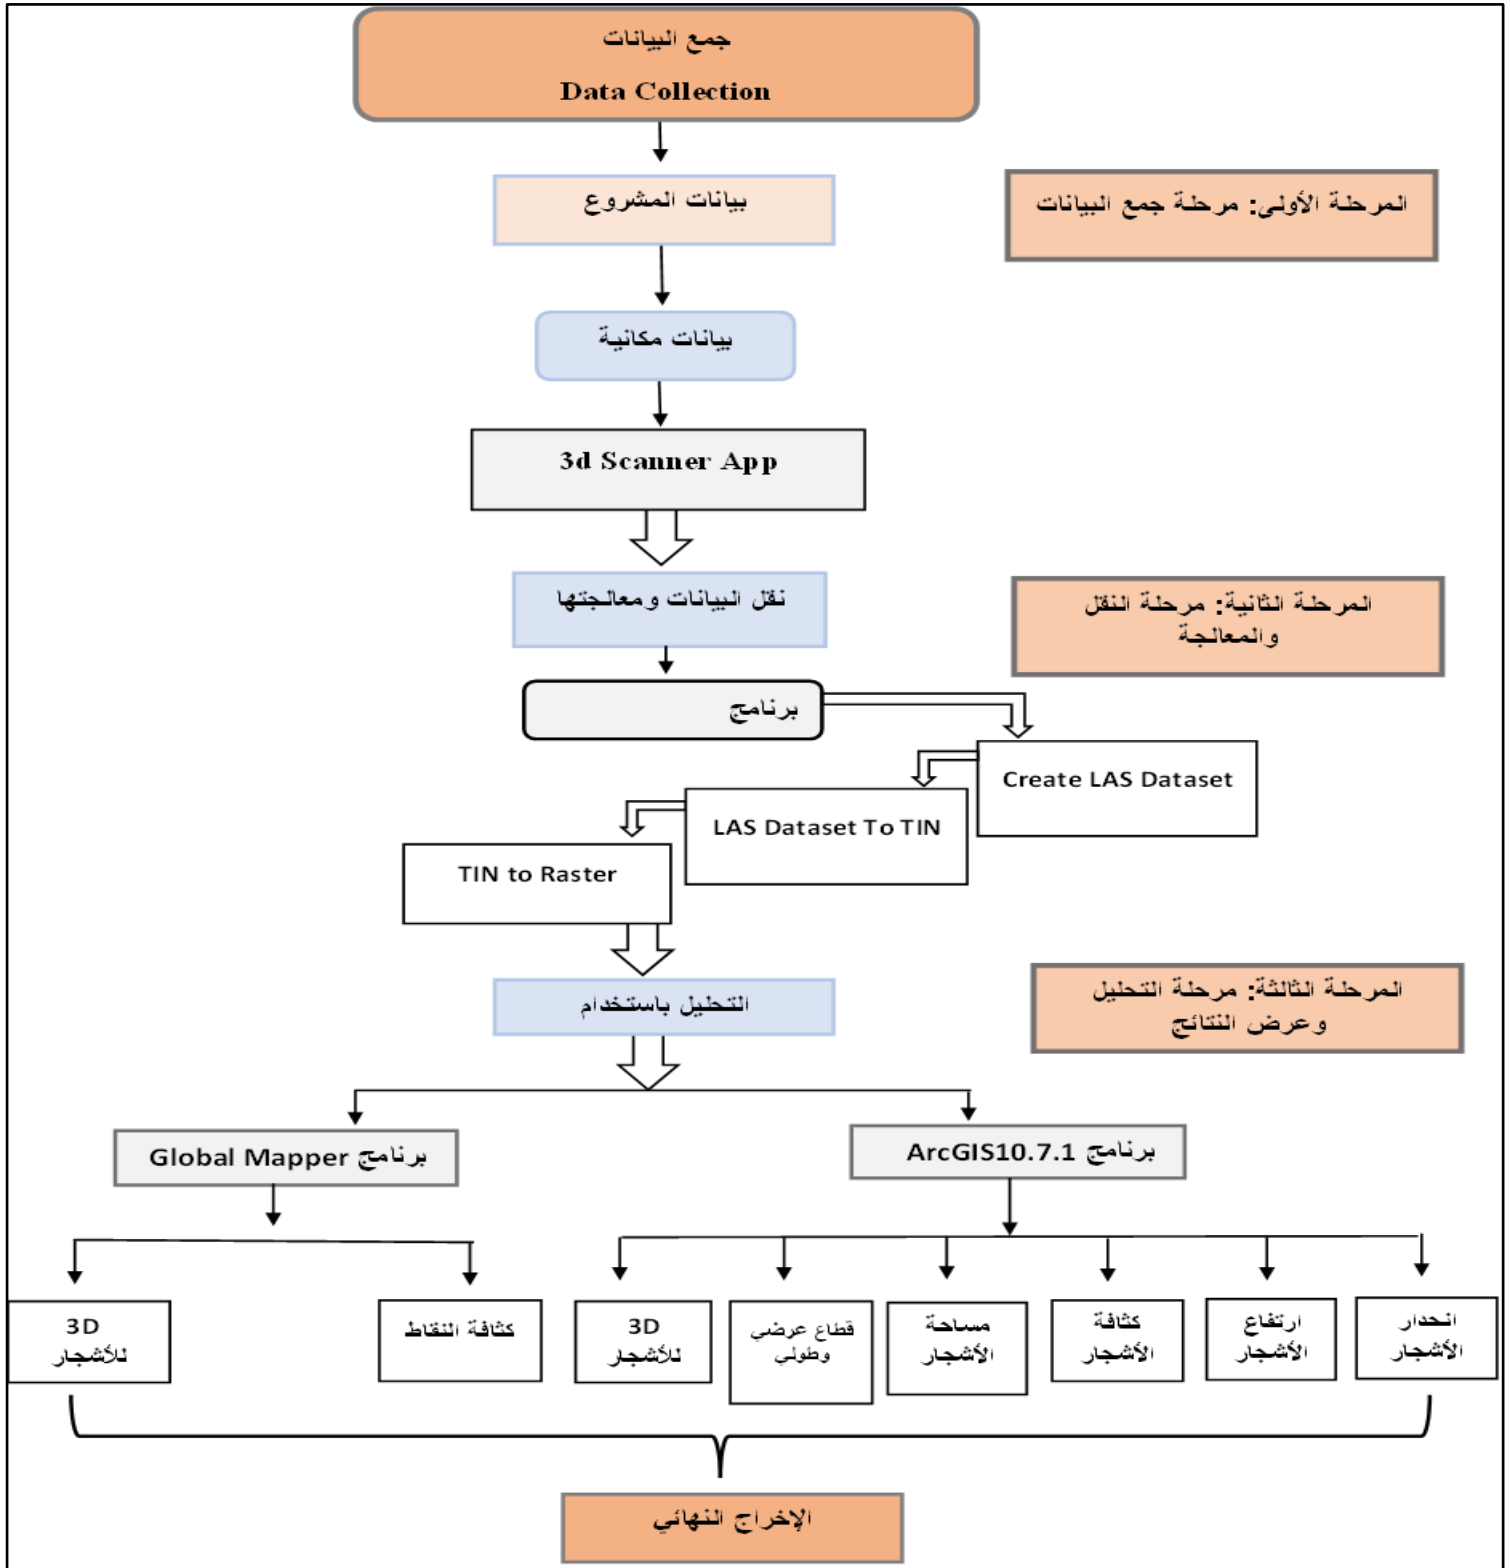 جمع البيانات
Data Collection
بيانات المشروع
المرحلة الأولى: مرحلة جمع البيانات
بيانات مكانية
3d Scanner App
نقل البيانات ومعالجتها
المرحلة الثانية: مرحلة النقل
والمعالجة
برنامج
Create LAS Dataset
LAS Dataset To TIN
TIN to Raster
المرحلة الثالثة: مرحلة التحليل
وعرض النتائج
التحليل باستخدام
برنامج ArcGIS10.7.1
برنامج Global Mapper
انحدار
الأشجار
ارتفاع
الأشجار
كثافة
الأشجار
مساحة
الأشجار
قطاع عرضي
وطولي
3D
للأشجار
كثافة النقاط
3D
للأشجار
الإخراج النهائي